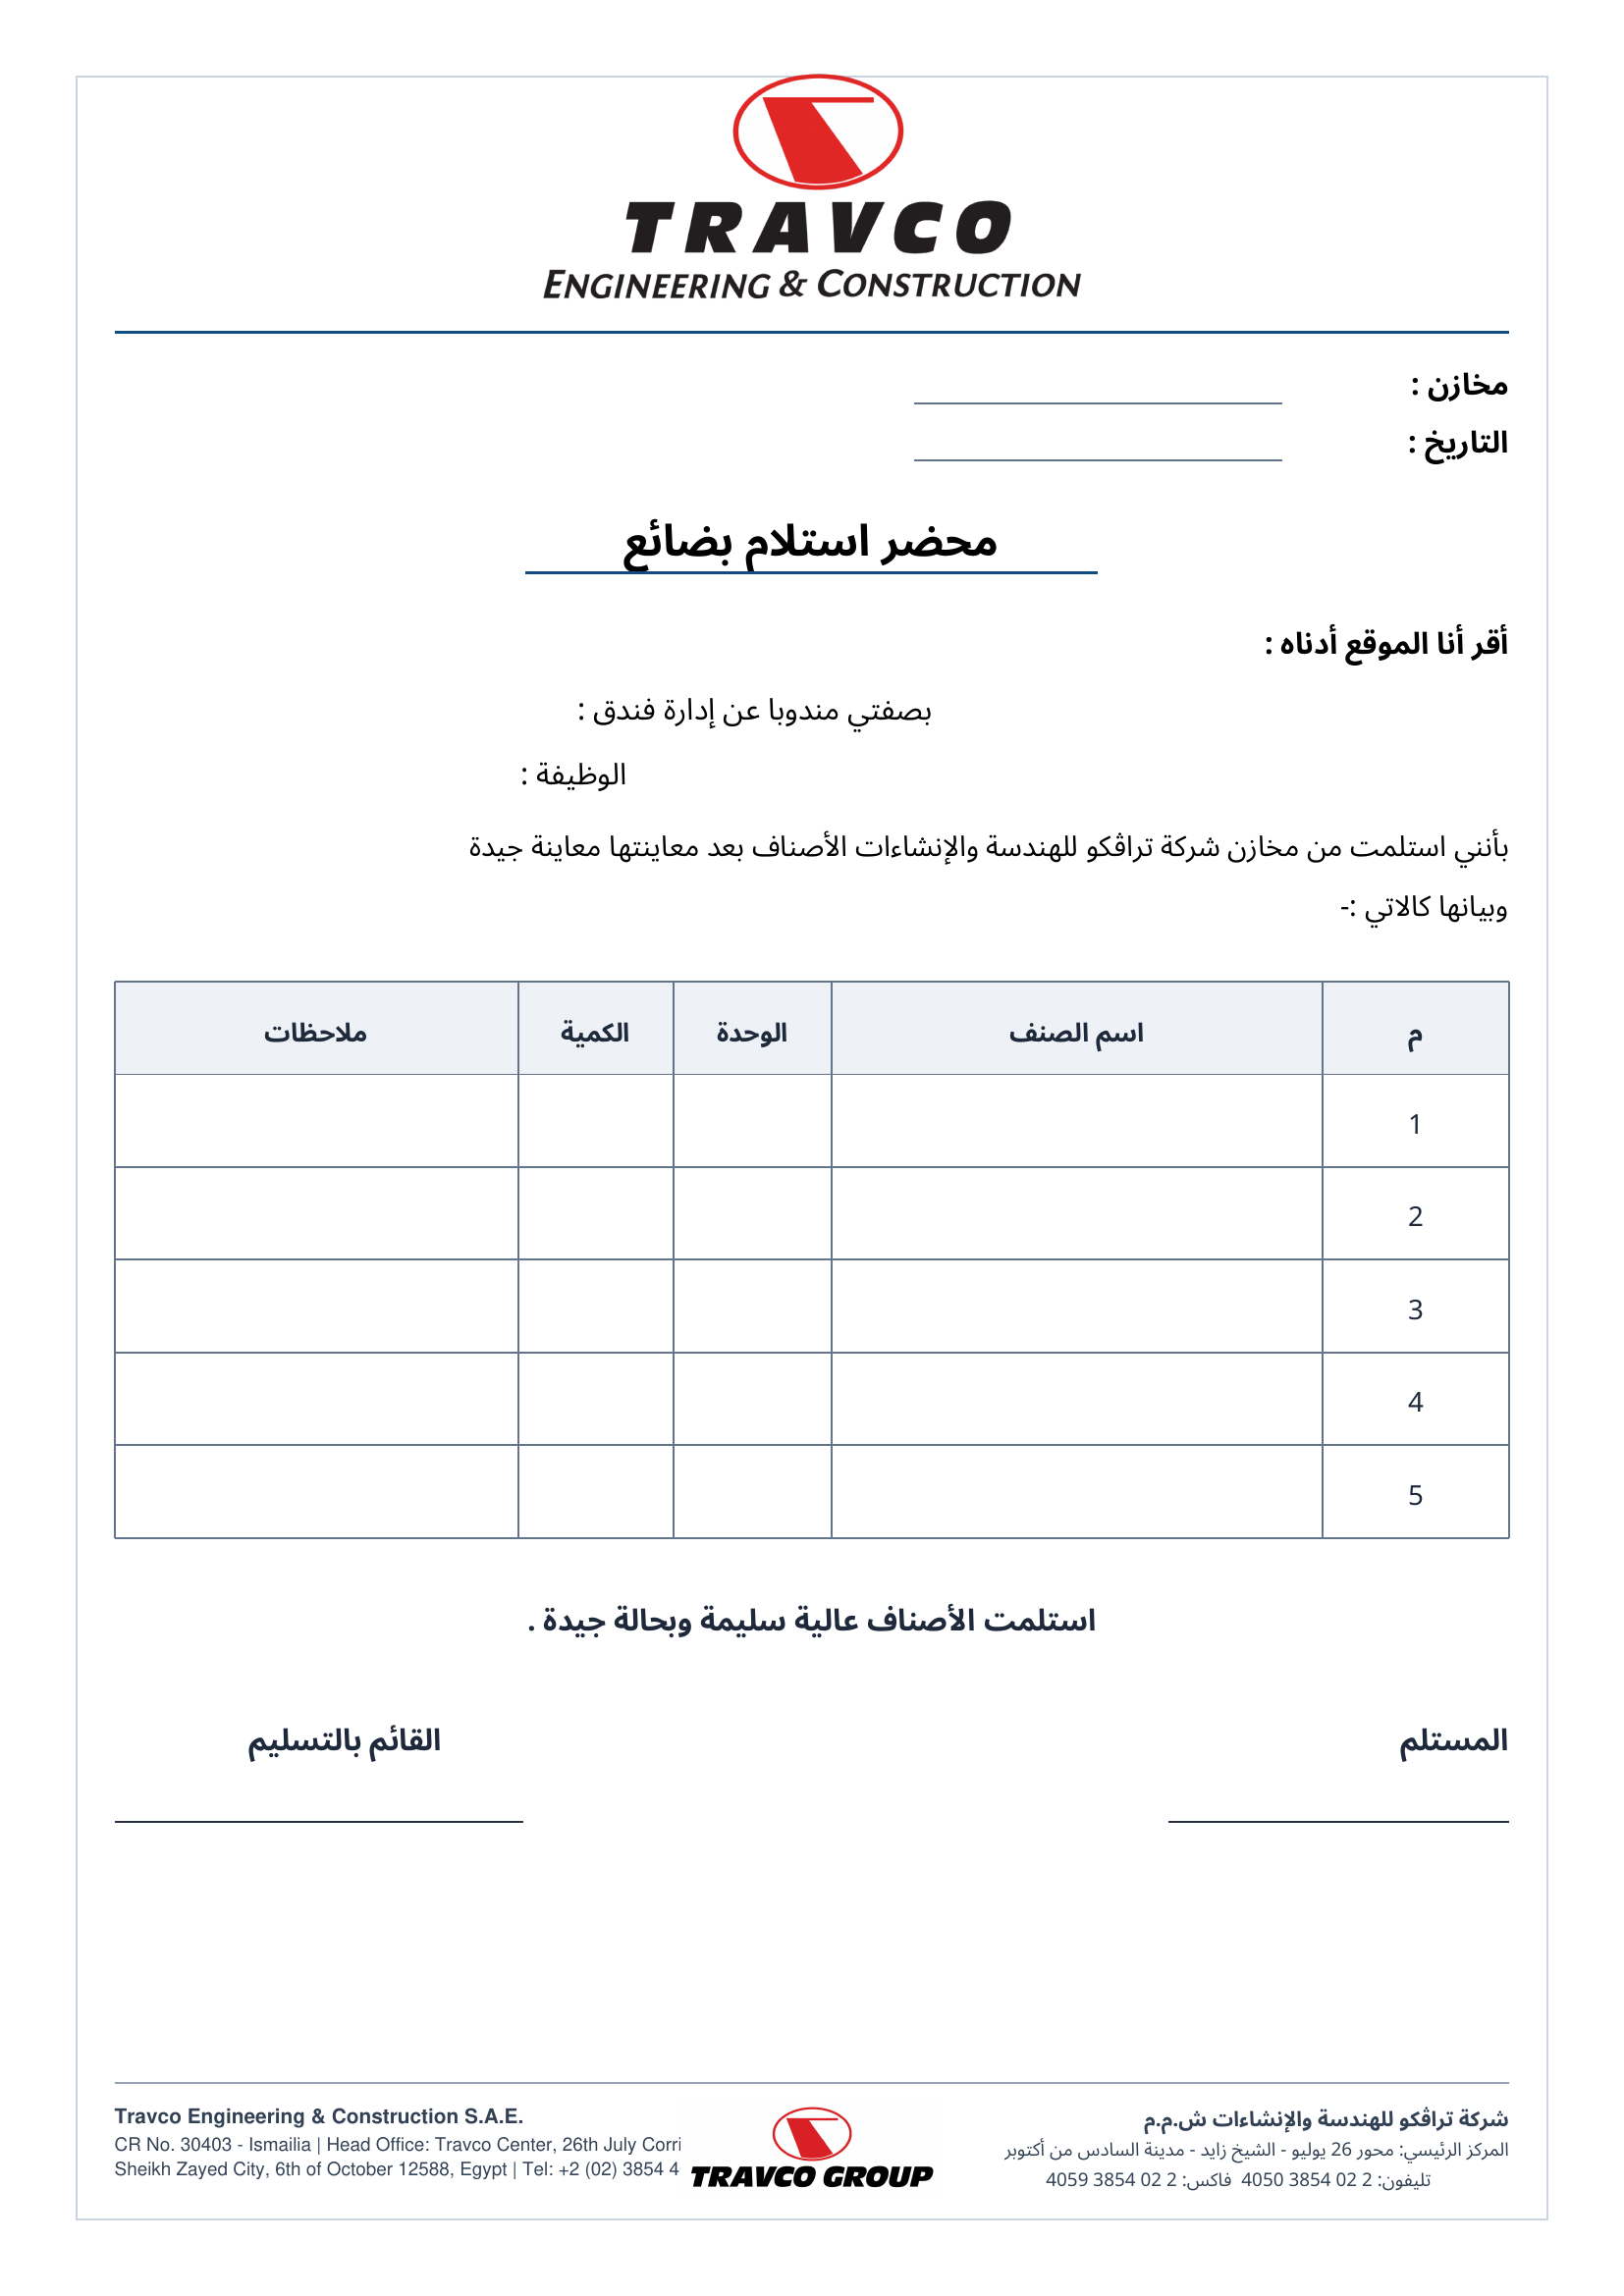 TRAVCO
ENGINEERING & CONSTRUCTION
مخازن :
التاريخ :
محضر استلام بضائع
أقر أنا الموقع أدناه :
بصفتي مندوبا عن إدارة فندق :
الوظيفة :
بأنني استلمت من مخازن شركة تراڤكو للهندسة والإنشاءات الأصناف بعد معاينتها معاينة جيدة
وبيانها كالاتي :-
م اسم الصنف الوحدة الكمية ملاحظات
1
2
3
4
5
استلمت الأصناف عالية سليمة وبحالة جيدة .
المستلم القائم بالتسليم
شركة تراڤكو للهندسة والإنشاءات ش.م.م
المركز الرئيسي: محور 26 يوليو - الشيخ زايد - مدينة السادس من أكتوبر
تليفون: 2 02 3854 4050 فاكس: 2 02 3854 4059
TRAVCO GROUP
Travco Engineering & Construction S.A.E.
CR No. 30403 - Ismailia | Head Office: Travco Center, 26th July Corri
Sheikh Zayed City, 6th of October 12588, Egypt | Tel: +2 (02) 3854 4